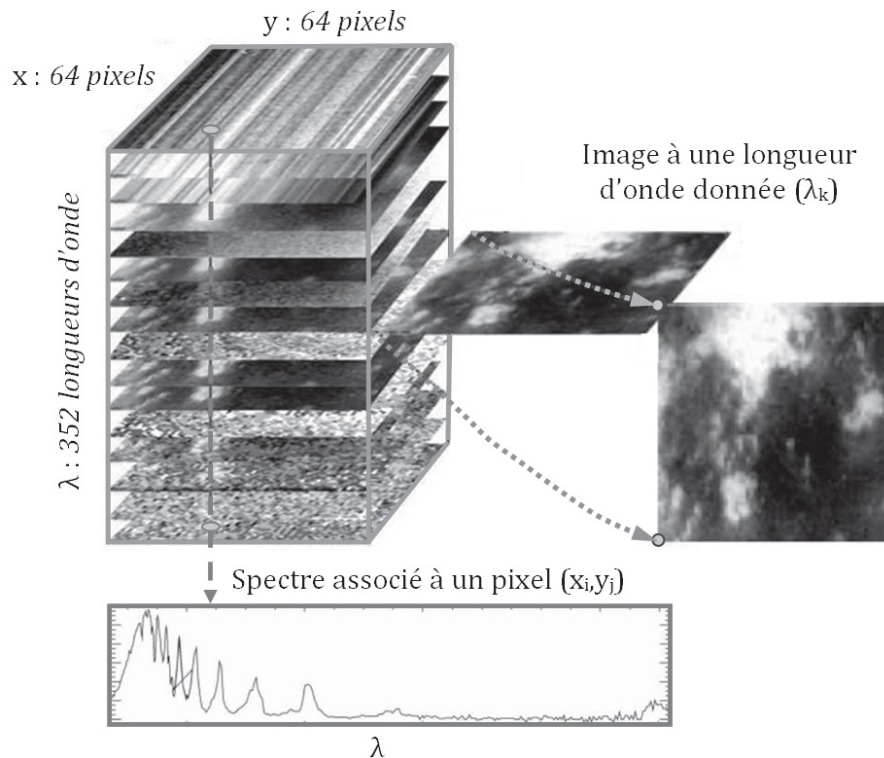 y : 64 pixels
x : 64 pixels
Image à une longueur
d'onde donnée (λk)
λ : 352 longueurs d'onde
Spectre associé à un pixel (xi,yj)
λ